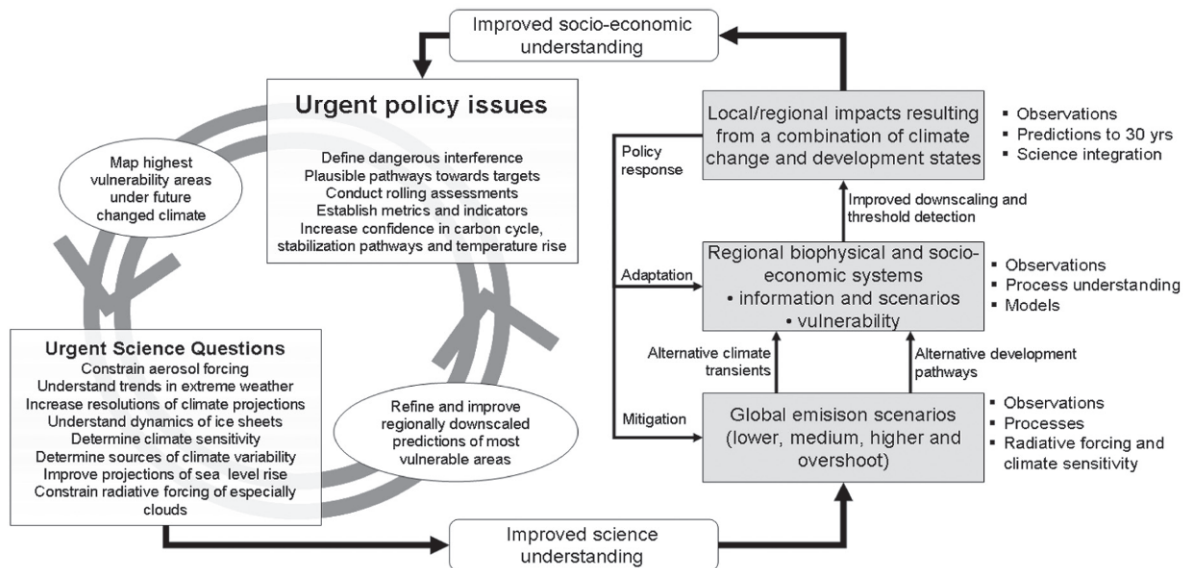 Improved socio-economic
understanding
Urgent policy issues
Define dangerous interference
Plausible pathways towards targets
Conduct rolling assessments
Establish metrics and indicators
Increase confidence in carbon cycle,
stabilization pathways and temperature rise
Map highest
vulnerability areas
under future
changed climate
Urgent Science Questions
Constrain aerosol forcing
Understand trends in extreme weather
Increase resolutions of climate projections
Understand dynamics of ice sheets
Determine climate sensitivity
Determine sources of climate variability
Improve projections of sea level rise
Constrain radiative forcing of especially
clouds
Refine and improve
regionally downscaled
predictions of most
vulnerable areas
Improved science
understanding
Local/regional impacts resulting
from a combination of climate
change and development states
▪ Observations
▪ Predictions to 30 yrs
▪ Science integration
Policy
response
Improved downscaling and
threshold detection
Adaptation
Regional biophysical and socio-
economic systems
• information and scenarios
• vulnerability
▪ Observations
▪ Process understanding
▪ Models
Alternative climate
transients
Alternative development
pathways
Mitigation
Global emisison scenarios
(lower, medium, higher and
overshoot)
▪ Observations
▪ Processes
▪ Radiative forcing and
climate sensitivity